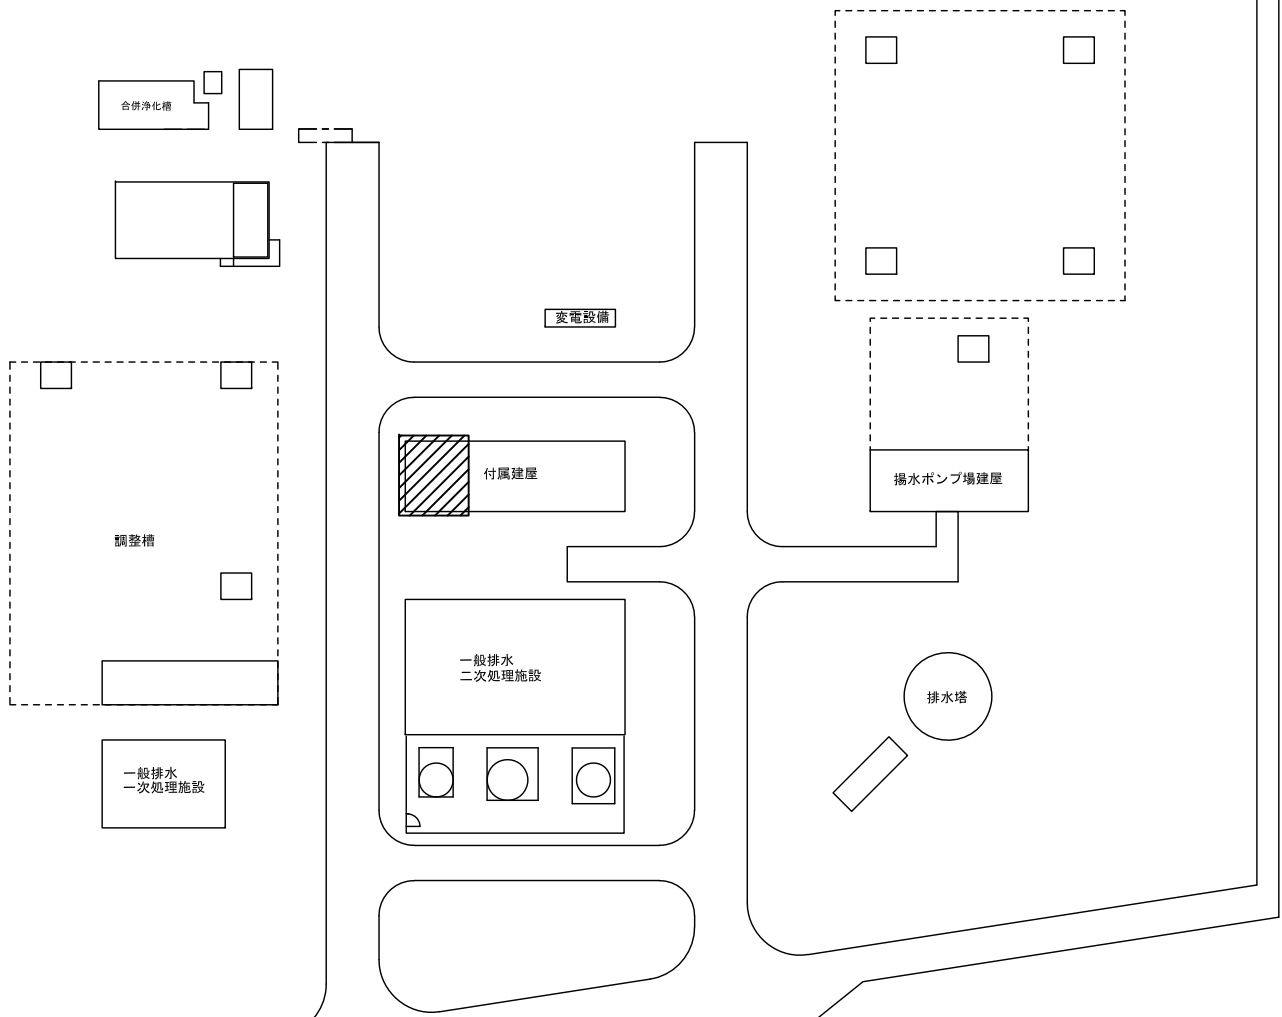 合併浄化槽
変電設備
付属建屋
揚水ポンプ場建屋
調整槽
一般排水
二次処理施設
排水塔
一般排水
一次処理施設